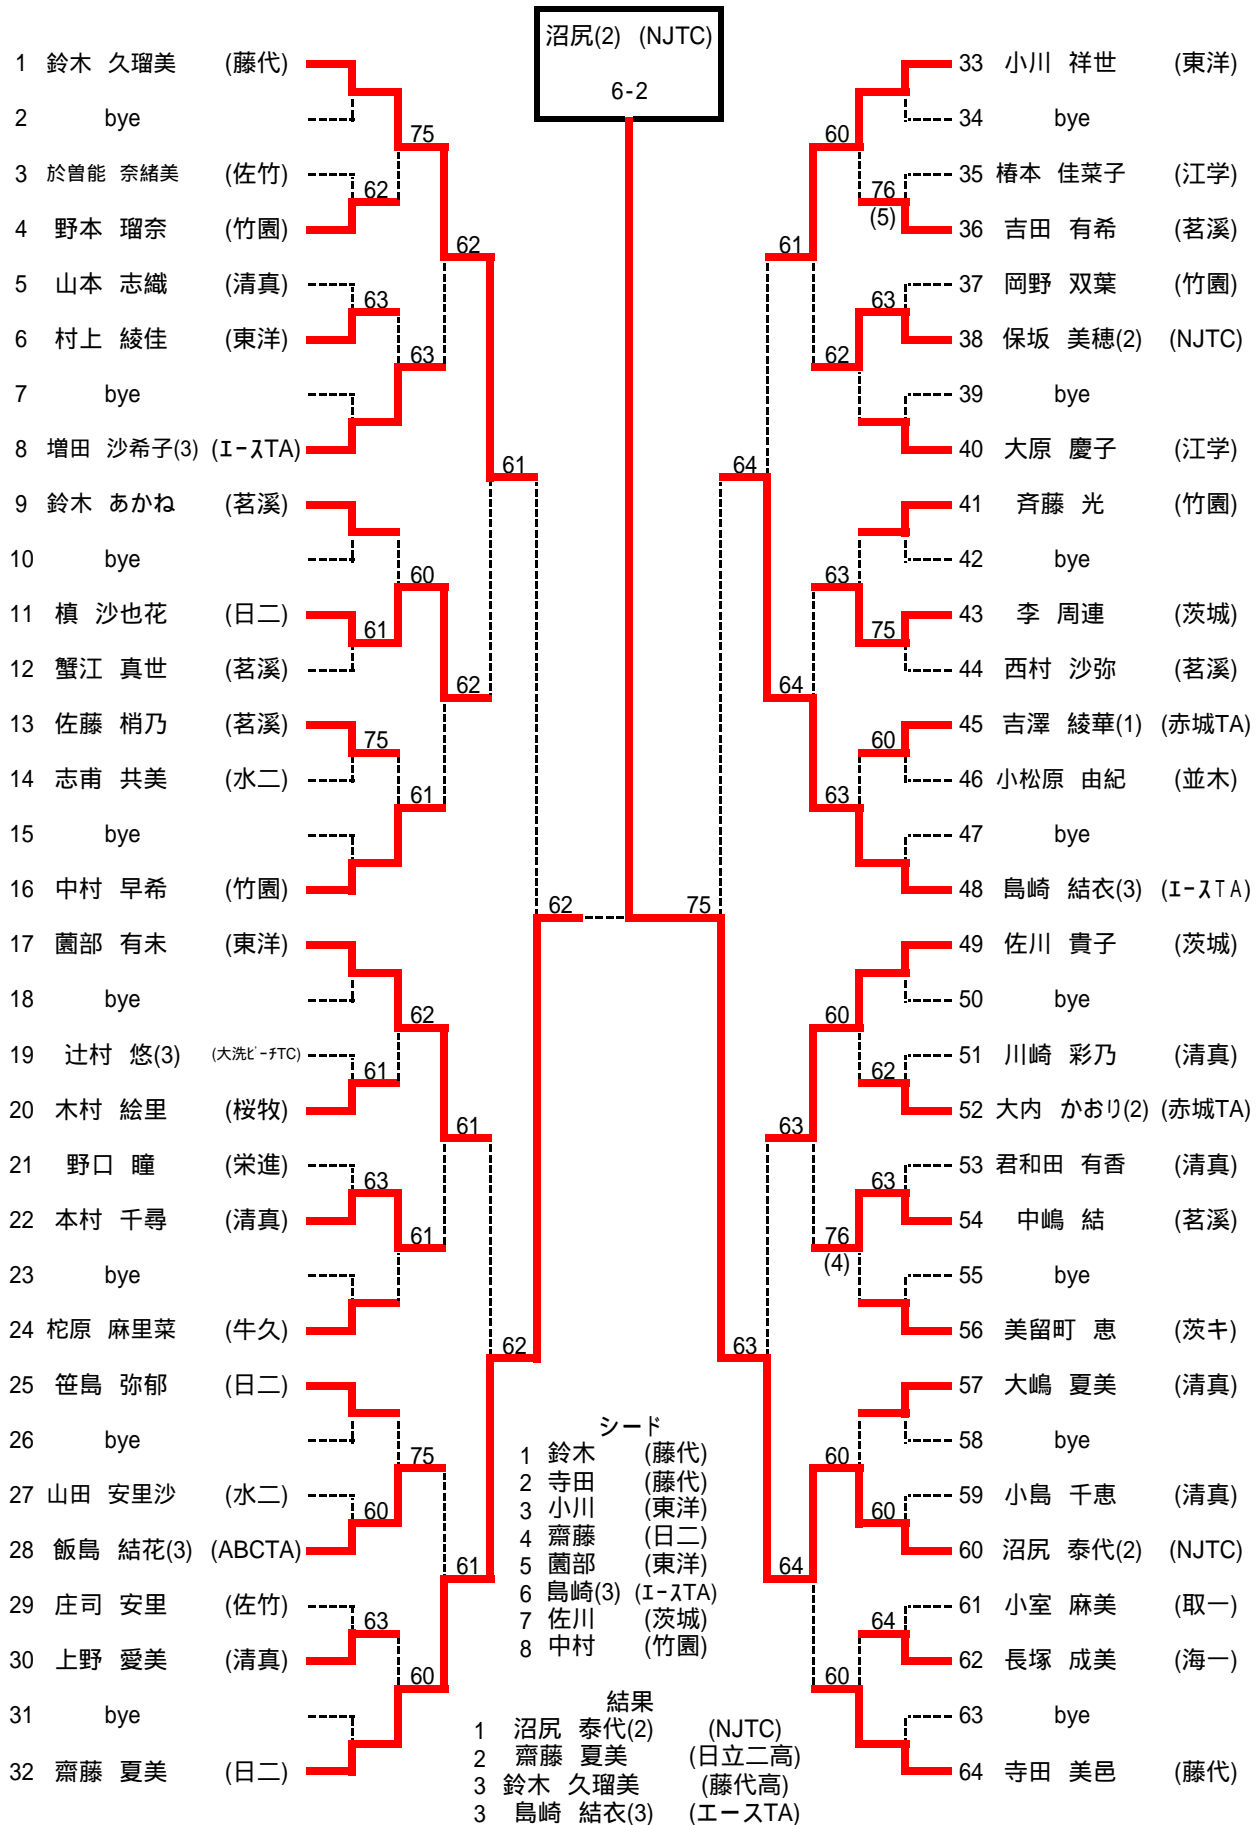 沼尻(2) (NJTC)
6-2
1 鈴木 久瑠美 (藤代)
2 bye
75
3 於曽能 奈緒美 (佐竹)
62
4 野本 瑠奈 (竹園)
62
5 山本 志織 (清真)
63
6 村上 綾佳 (東洋)
63
7 bye
8 増田 沙希子(3) (エースTA)
61
9 鈴木 あかね (茗溪)
10 bye
60
11 槙 沙也花 (日二)
61
12 蟹江 真世 (茗溪)
62
13 佐藤 梢乃 (茗溪)
75
14 志甫 共美 (水二)
61
15 bye
16 中村 早希 (竹園)
62
17 薗部 有未 (東洋)
18 bye
62
19 辻村 悠(3) (大洗ビーチTC)
61
20 木村 絵里 (桜牧)
61
21 野口 瞳 (栄進)
63
22 本村 千尋 (清真)
61
23 bye
24 柁原 麻里菜 (牛久)
62
25 笹島 弥郁 (日二)
26 bye
75
27 山田 安里沙 (水二)
60
28 飯島 結花(3) (ABCTA)
61
29 庄司 安里 (佐竹)
63
30 上野 愛美 (清真)
60
31 bye
32 齋藤 夏美 (日二)
33 小川 祥世 (東洋)
34 bye
60
35 椿本 佳菜子 (江学)
76
(5)
36 吉田 有希 (茗溪)
61
37 岡野 双葉 (竹園)
63
38 保坂 美穂(2) (NJTC)
62
39 bye
40 大原 慶子 (江学)
64
41 斉藤 光 (竹園)
42 bye
63
43 李 周連 (茨城)
75
44 西村 沙弥 (茗溪)
64
45 吉澤 綾華(1) (赤城TA)
60
46 小松原 由紀 (並木)
63
47 bye
48 島崎 結衣(3) (エースTA)
75
49 佐川 貴子 (茨城)
50 bye
60
51 川崎 彩乃 (清真)
62
52 大内 かおり(2) (赤城TA)
63
53 君和田 有香 (清真)
63
54 中嶋 結 (茗溪)
76
(4)
55 bye
56 美留町 恵 (茨キ)
63
57 大嶋 夏美 (清真)
58 bye
60
59 小島 千恵 (清真)
60
60 沼尻 泰代(2) (NJTC)
64
61 小室 麻美 (取一)
64
62 長塚 成美 (海一)
60
63 bye
64 寺田 美邑 (藤代)
シード
1 鈴木 (藤代)
2 寺田 (藤代)
3 小川 (東洋)
4 齋藤 (日二)
5 薗部 (東洋)
6 島崎(3) (エースTA)
7 佐川 (茨城)
8 中村 (竹園)
結果
1 沼尻 泰代(2) (NJTC)
2 齋藤 夏美 (日立二高)
3 鈴木 久瑠美 (藤代高)
3 島崎 結衣(3) (エースTA)